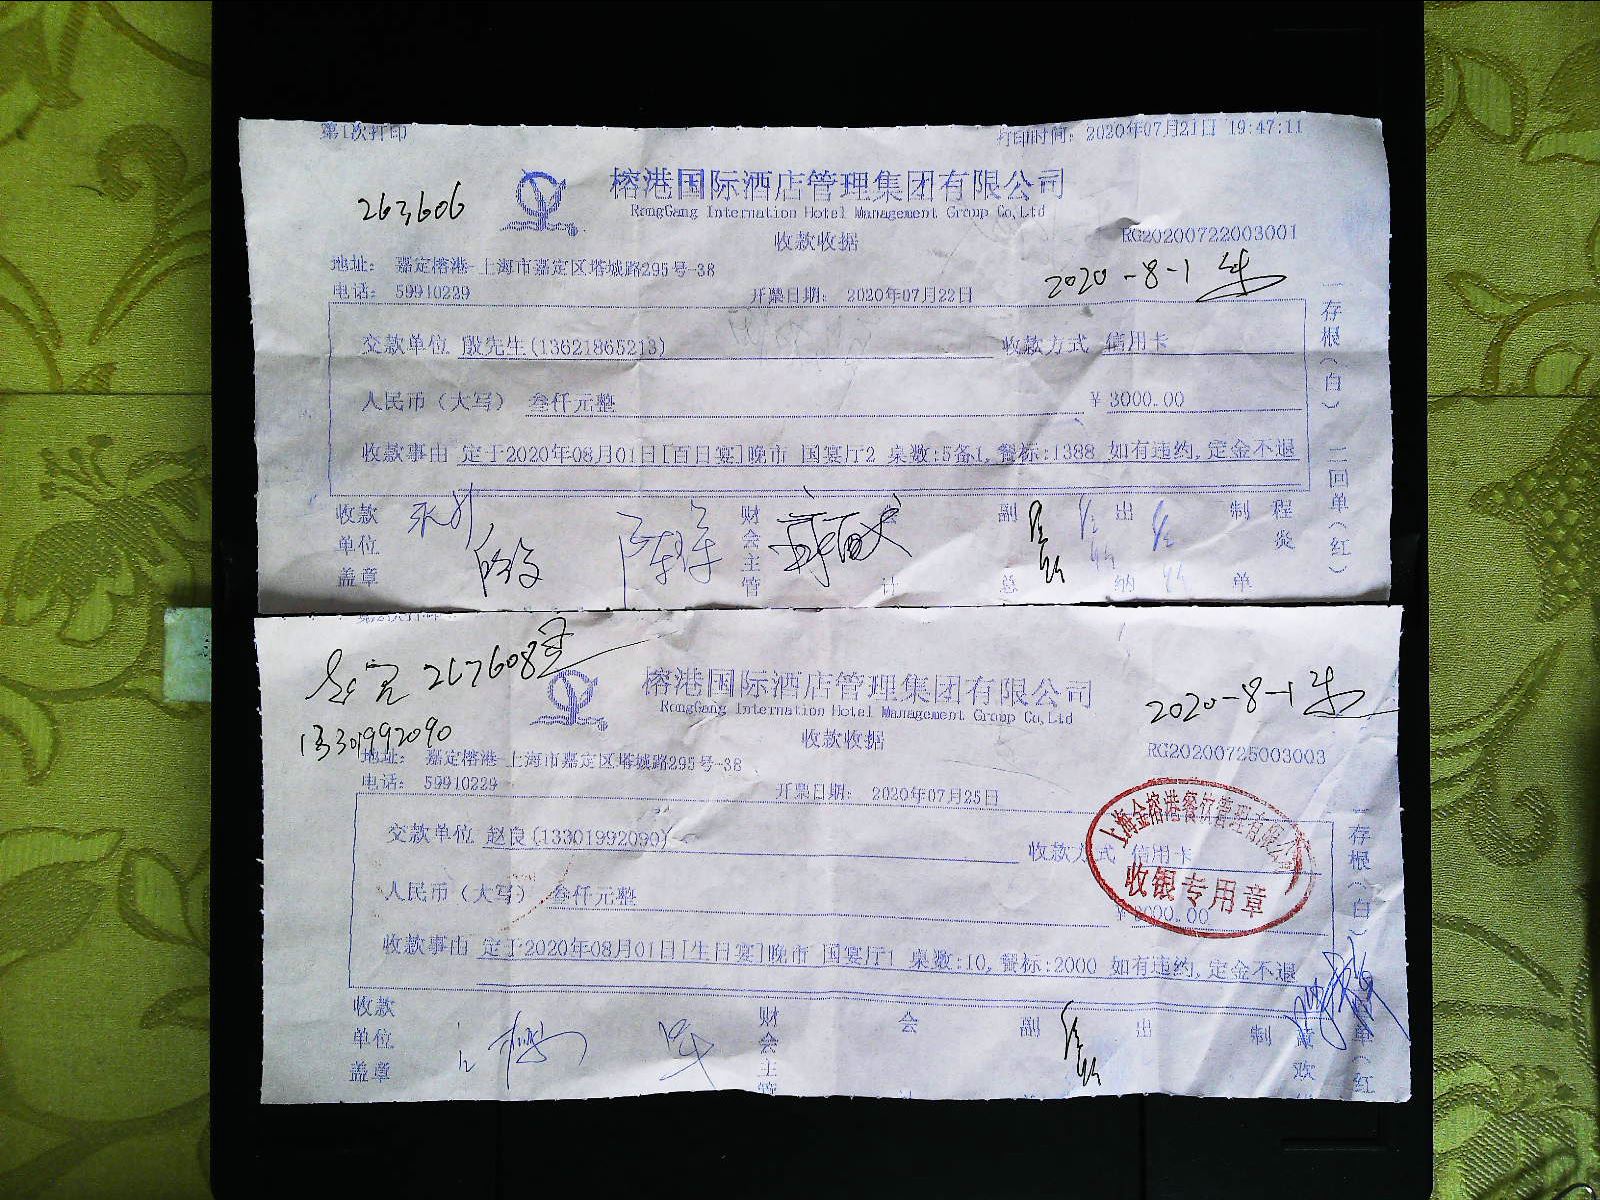 第1次打印 打印时间: 2020年07月21日 19:47:11
263606
榕港国际酒店管理集团有限公司
RongGang Internation Hotel Management Group Co,Ltd
收款收据
RG20200722003001
地址: 嘉定榕港-上海市嘉定区塔城路295号-38
2020-8-1
电话: 59910229 开票日期: 2020年07月22日
交款单位 殷先生(13621865213) 收款方式 信用卡
人民币(大写) 叁仟元整 ¥ 3000.00
收款事由 定于2020年08月01日[百日宴]晚市 国宴厅2 桌数:5备1,餐标:1388 如有违约,定金不退
收款单位盖章 财会主管 会计 副总 出纳 制单 程炎
一存根(白) 二回单(红)
267608
13301992090
榕港国际酒店管理集团有限公司
RongGang Internation Hotel Management Group Co,Ltd
收款收据
2020-8-1
RG20200725003003
地址: 嘉定榕港-上海市嘉定区塔城路295号-38
电话: 59910229 开票日期: 2020年07月25日
交款单位 赵良(13301992090) 收款方式 信用卡
人民币(大写) 叁仟元整 ¥ 3000.00
收款事由 定于2020年08月01日[生日宴]晚市 国宴厅1 桌数:10,餐标:2000 如有违约,定金不退
上海金榕港餐饮管理有限公司
收银专用章
收款单位盖章 财会主管 会 副 出 制
一存根(白) 单(红